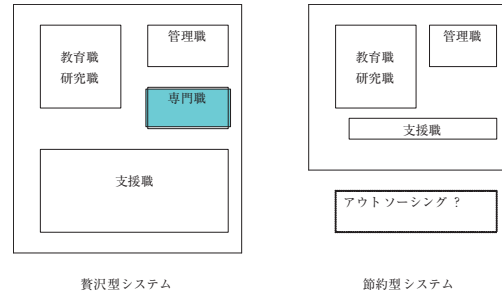 教育職
研究職
管理職
専門職
支援職
贅沢型システム
教育職
研究職
管理職
支援職
アウトソーシング ?
節約型システム